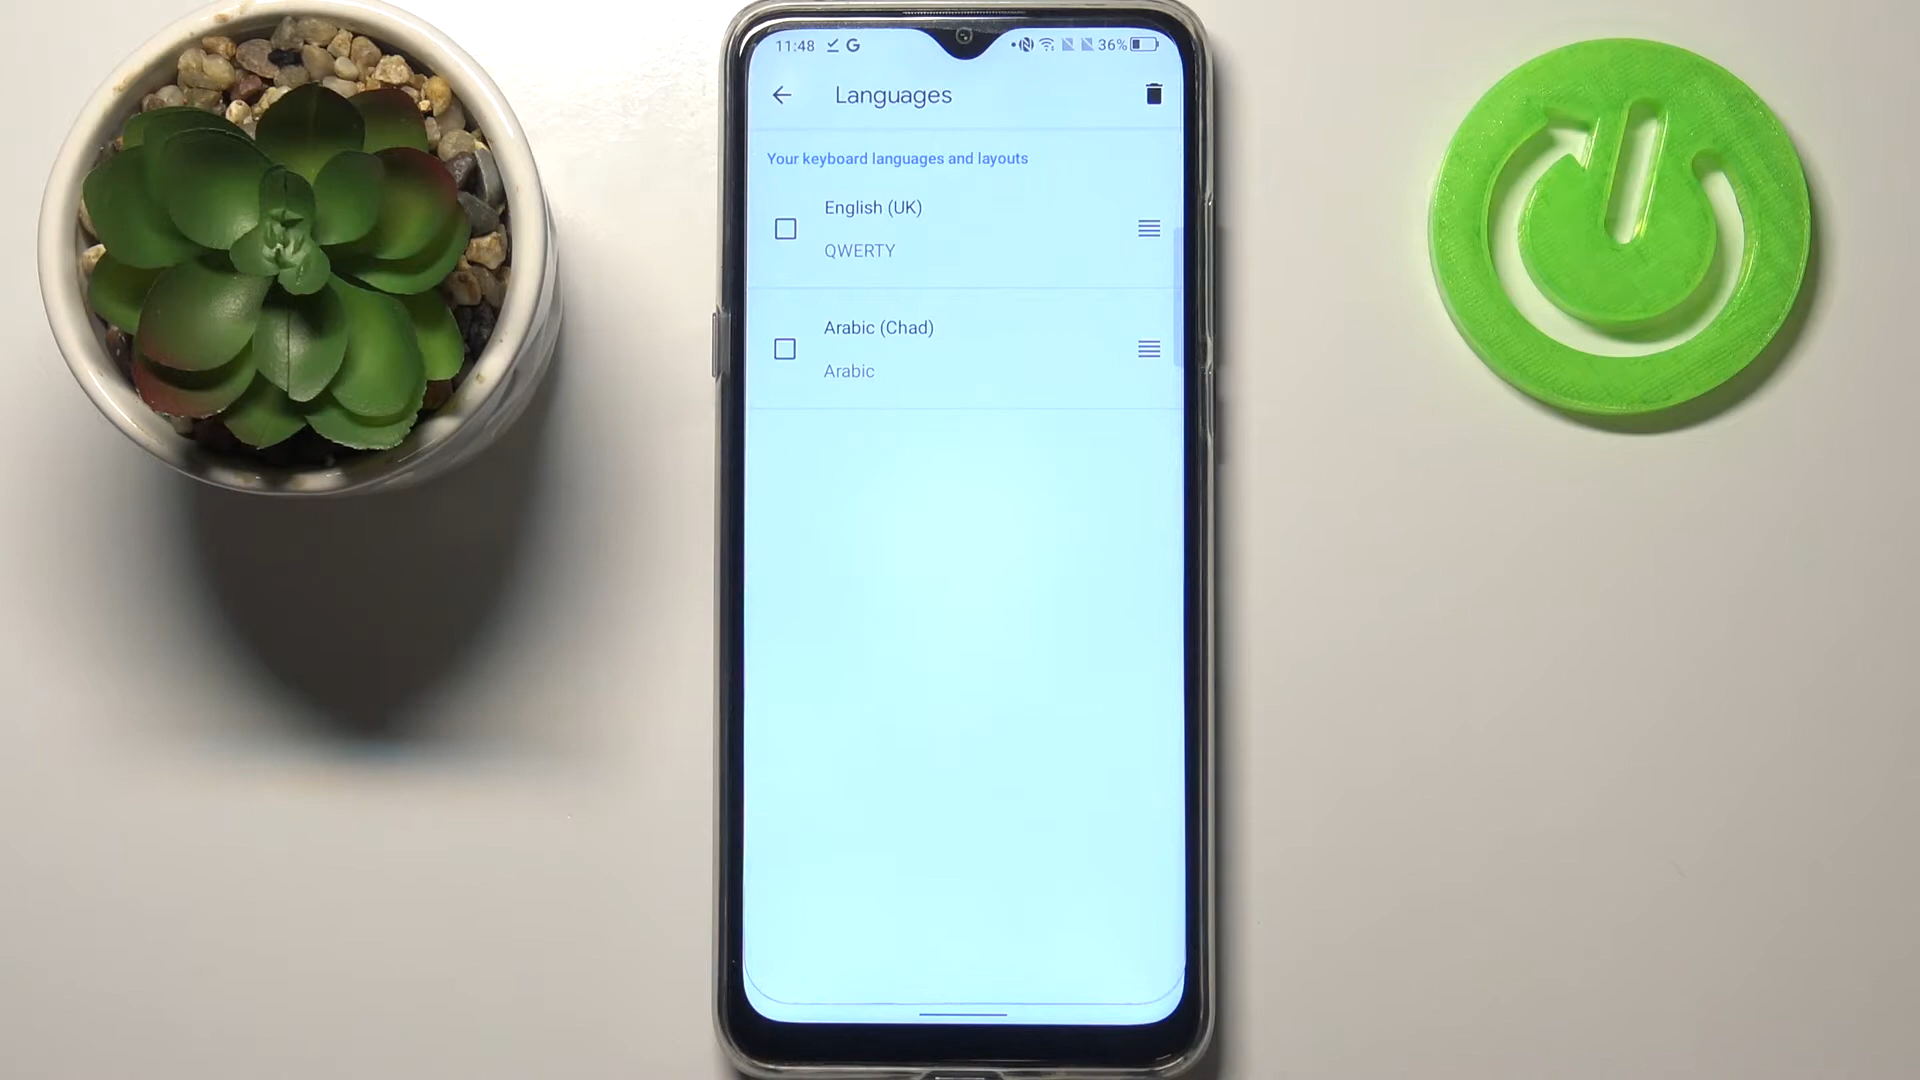 11:48 36%
Languages
Your keyboard languages and layouts
English (UK)
QWERTY
Arabic (Chad)
Arabic